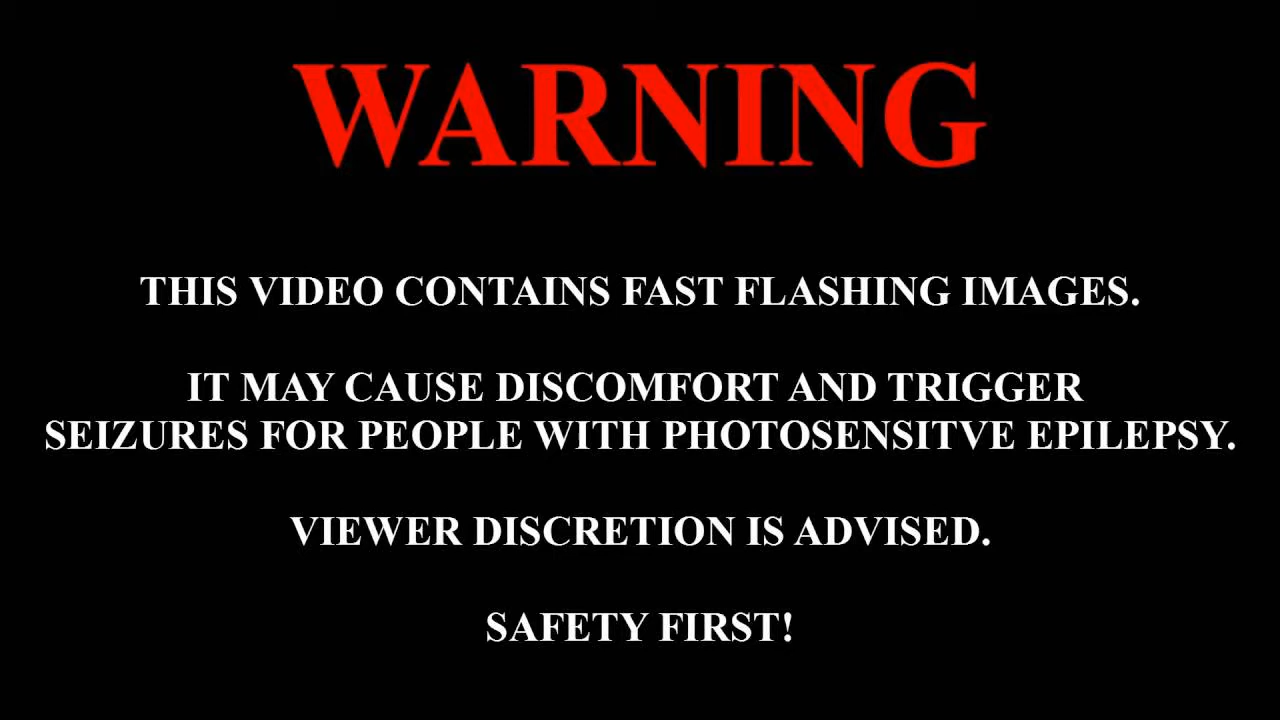 WARNING
THIS VIDEO CONTAINS FAST FLASHING IMAGES.
IT MAY CAUSE DISCOMFORT AND TRIGGER
SEIZURES FOR PEOPLE WITH PHOTOSENSITVE EPILEPSY.
VIEWER DISCRETION IS ADVISED.
SAFETY FIRST!